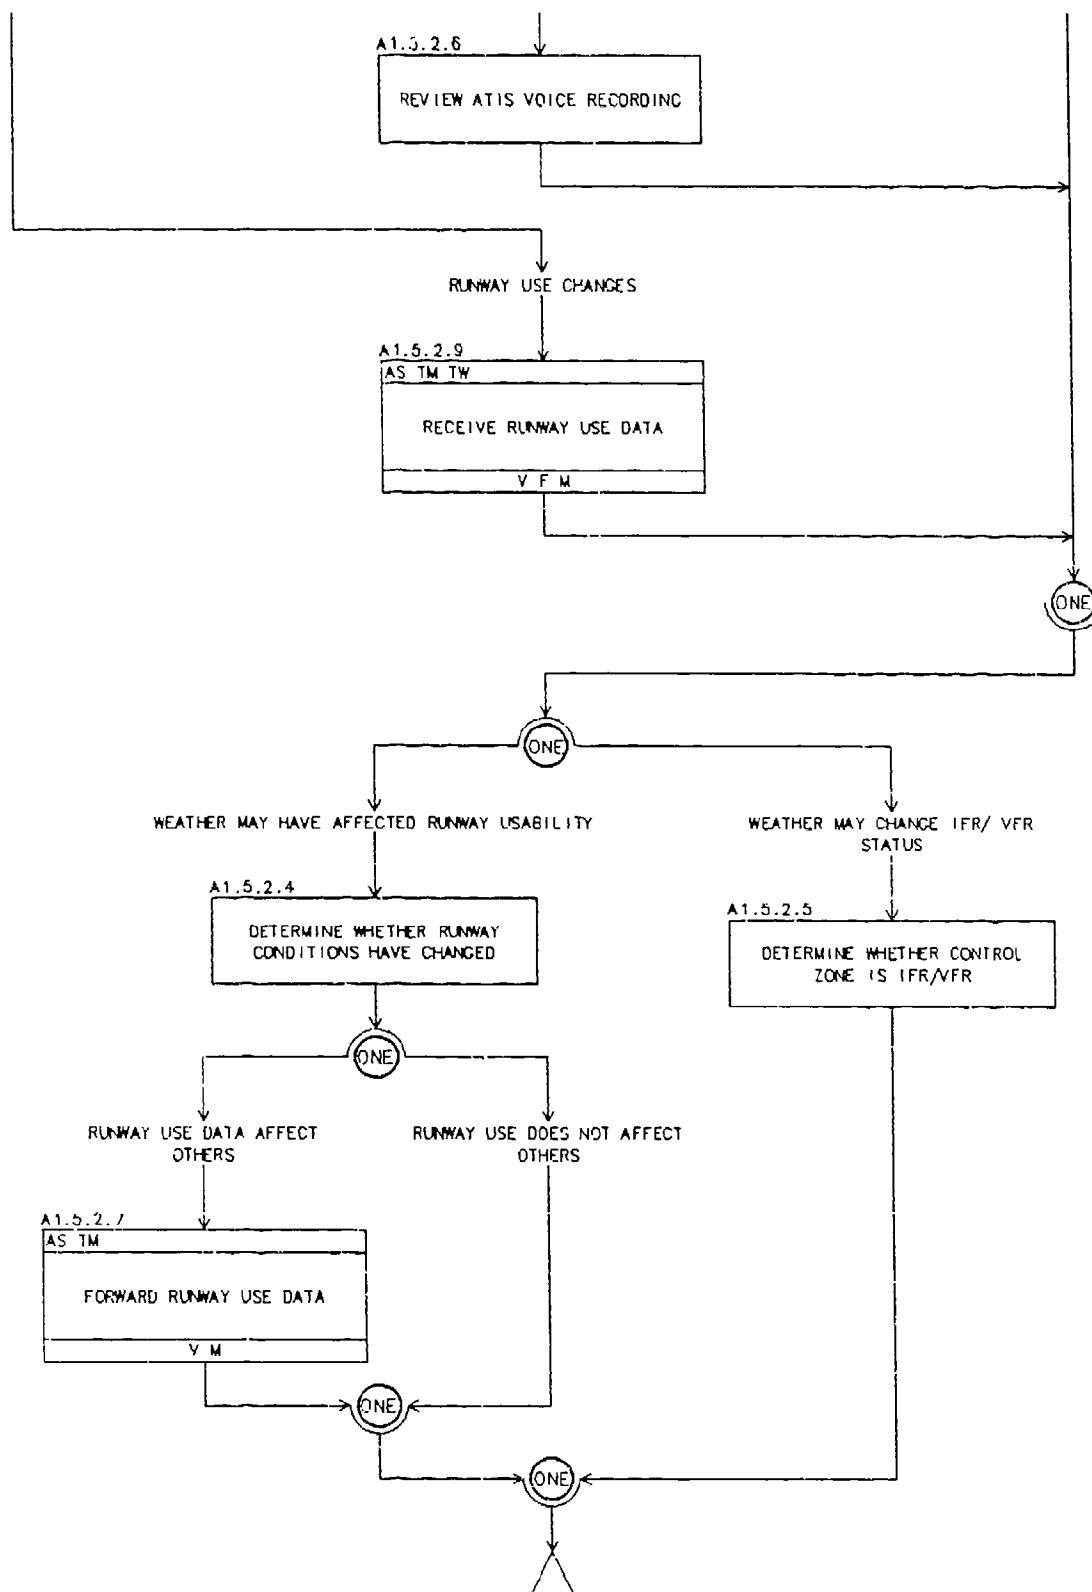 A1.5.2.6
REVIEW ATIS VOICE RECORDING
RUNWAY USE CHANGES
A1.5.2.9
AS TM TW
RECEIVE RUNWAY USE DATA
V F M
ONE
ONE
WEATHER MAY HAVE AFFECTED RUNWAY USABILITY
WEATHER MAY CHANGE IFR/ VFR
STATUS
A1.5.2.4
DETERMINE WHETHER RUNWAY
CONDITIONS HAVE CHANGED
A1.5.2.5
DETERMINE WHETHER CONTROL
ZONE IS IFR/VFR
ONE
RUNWAY USE DATA AFFECT
OTHERS
RUNWAY USE DOES NOT AFFECT
OTHERS
A1.5.2.7
AS TM
FORWARD RUNWAY USE DATA
V M
ONE
ONE